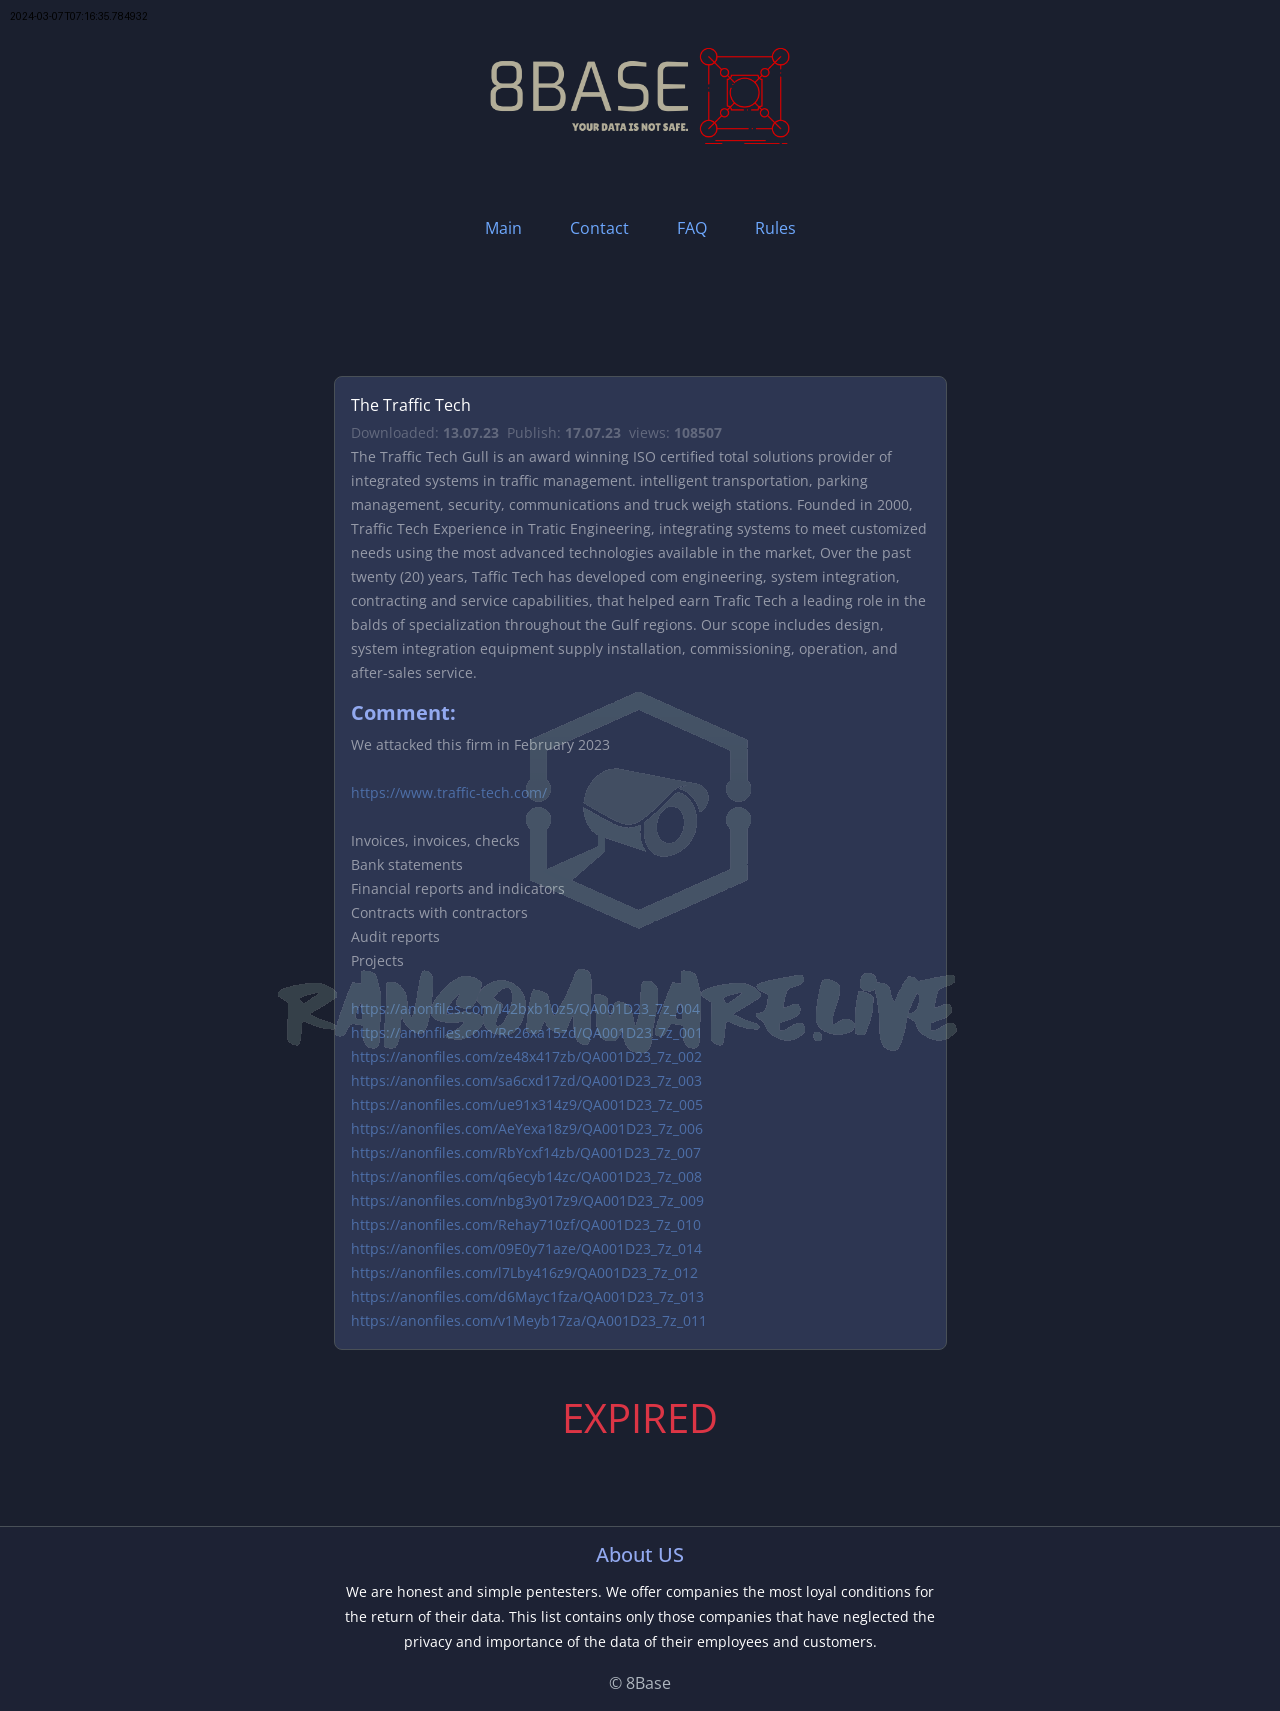 2024-03-07T07:16:35.784932
8BASE
YOUR DATA IS NOT SAFE.
Main Contact FAQ Rules
The Traffic Tech
Downloaded: 13.07.23 Publish: 17.07.23 views: 108507
The Traffic Tech Gull is an award winning ISO certified total solutions provider of
integrated systems in traffic management. intelligent transportation, parking
management, security, communications and truck weigh stations. Founded in 2000,
Traffic Tech Experience in Tratic Engineering, integrating systems to meet customized
needs using the most advanced technologies available in the market, Over the past
twenty (20) years, Taffic Tech has developed com engineering, system integration,
contracting and service capabilities, that helped earn Trafic Tech a leading role in the
balds of specialization throughout the Gulf regions. Our scope includes design,
system integration equipment supply installation, commissioning, operation, and
after-sales service.
Comment:
We attacked this firm in February 2023
https://www.traffic-tech.com/
Invoices, invoices, checks
Bank statements
Financial reports and indicators
Contracts with contractors
Audit reports
Projects
RANSOMWARE.LIVE
https://anonfiles.com/I42bxb10z5/QA001D23_7z_004
https://anonfiles.com/Rc26xa15zd/QA001D23_7z_001
https://anonfiles.com/ze48x417zb/QA001D23_7z_002
https://anonfiles.com/sa6cxd17zd/QA001D23_7z_003
https://anonfiles.com/ue91x314z9/QA001D23_7z_005
https://anonfiles.com/AeYexa18z9/QA001D23_7z_006
https://anonfiles.com/RbYcxf14zb/QA001D23_7z_007
https://anonfiles.com/q6ecyb14zc/QA001D23_7z_008
https://anonfiles.com/nbg3y017z9/QA001D23_7z_009
https://anonfiles.com/Rehay710zf/QA001D23_7z_010
https://anonfiles.com/09E0y71aze/QA001D23_7z_014
https://anonfiles.com/l7Lby416z9/QA001D23_7z_012
https://anonfiles.com/d6Mayc1fza/QA001D23_7z_013
https://anonfiles.com/v1Meyb17za/QA001D23_7z_011
EXPIRED
About US
We are honest and simple pentesters. We offer companies the most loyal conditions for
the return of their data. This list contains only those companies that have neglected the
privacy and importance of the data of their employees and customers.
© 8Base